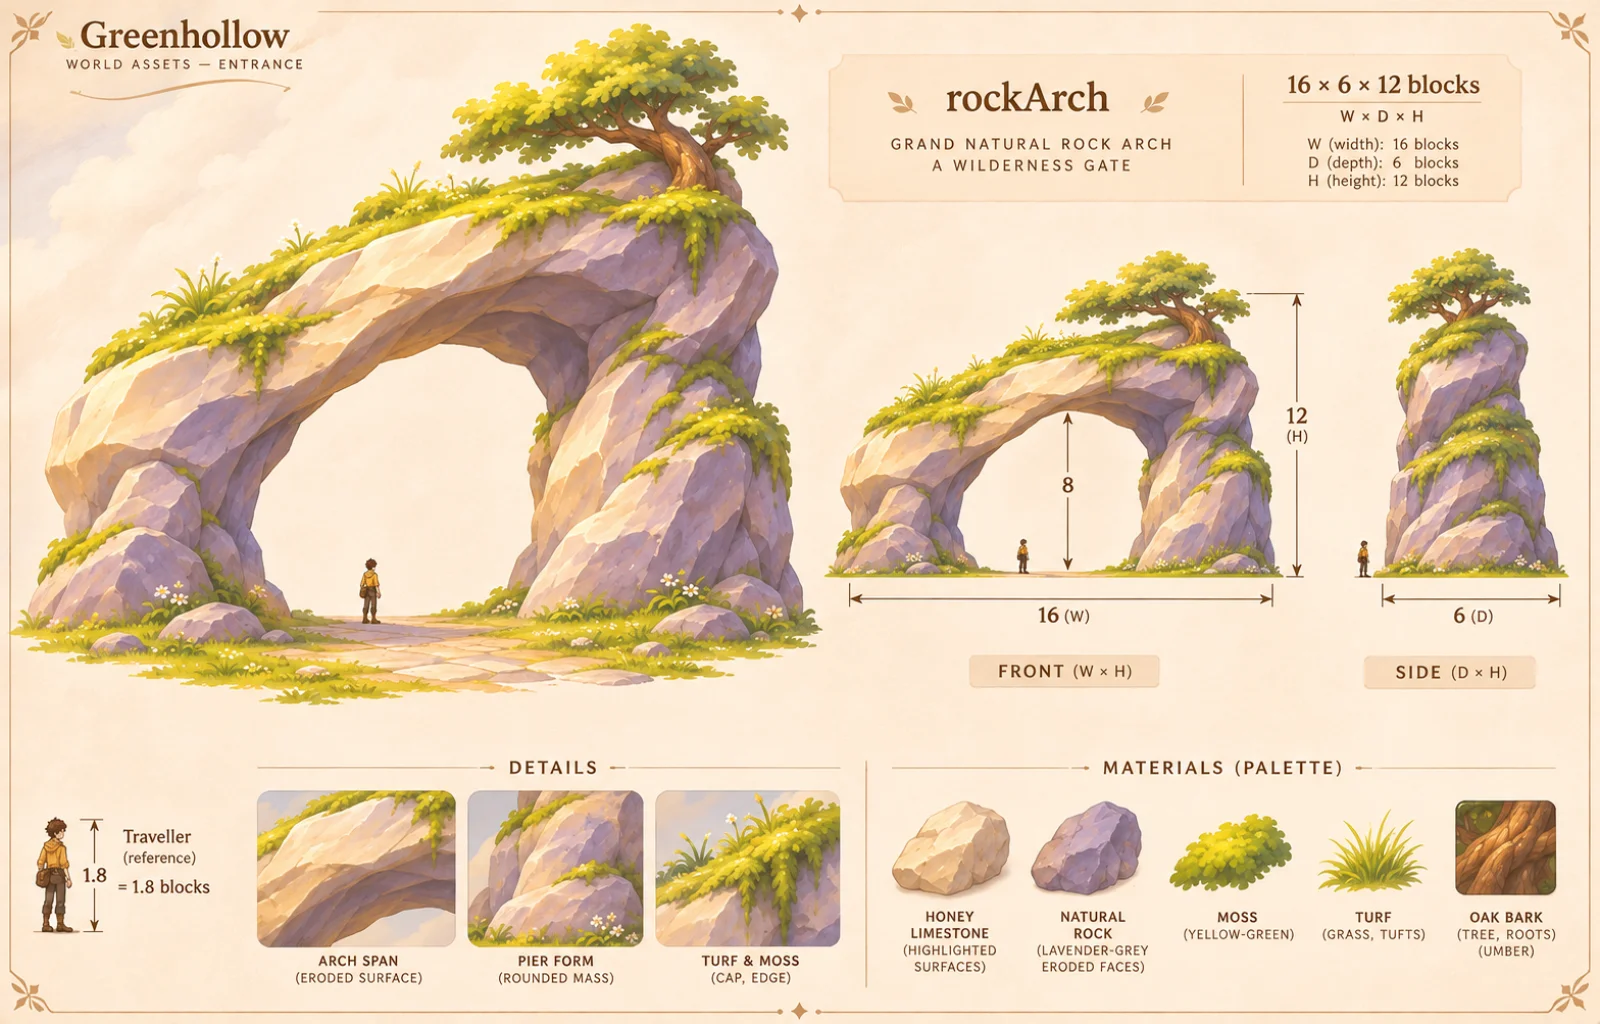 Greenhollow
WORLD ASSETS — ENTRANCE
rockArch
GRAND NATURAL ROCK ARCH
A WILDERNESS GATE
16 × 6 × 12 blocks
W × D × H
W (width): 16 blocks
D (depth): 6 blocks
H (height): 12 blocks
12
(H)
8
16 (W)
6 (D)
FRONT (W × H)
SIDE (D × H)
1.8
Traveller
(reference)
= 1.8 blocks
DETAILS
ARCH SPAN
(ERODED SURFACE)
PIER FORM
(ROUNDED MASS)
TURF & MOSS
(CAP, EDGE)
MATERIALS (PALETTE)
HONEY
LIMESTONE
(HIGHLIGHTED
SURFACES)
NATURAL
ROCK
(LAVENDER-GREY
ERODED FACES)
MOSS
(YELLOW-GREEN)
TURF
(GRASS, TUFTS)
OAK BARK
(TREE, ROOTS)
(UMBER)